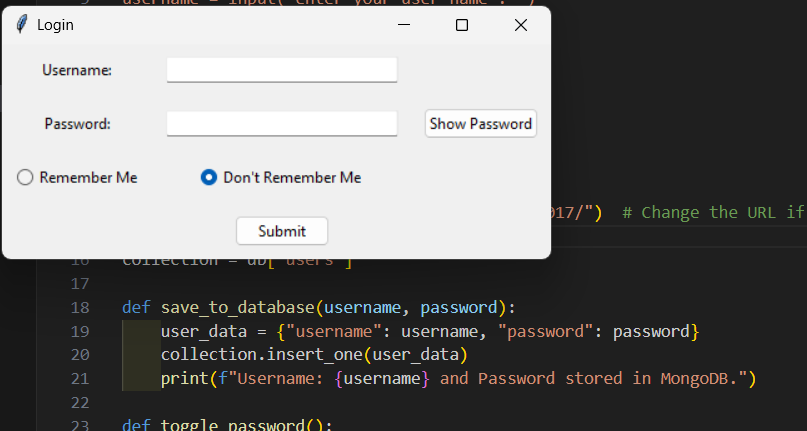 username = input("Enter your user name : ")
Login
Username:
Password:
Show Password
Remember Me
Don't Remember Me
Submit
017/")  # Change the URL if
16 collection = db["users"]
17
18 def save_to_database(username, password):
19     user_data = {"username": username, "password": password}
20     collection.insert_one(user_data)
21     print(f"Username: {username} and Password stored in MongoDB.")
22
23 def toggle_password():